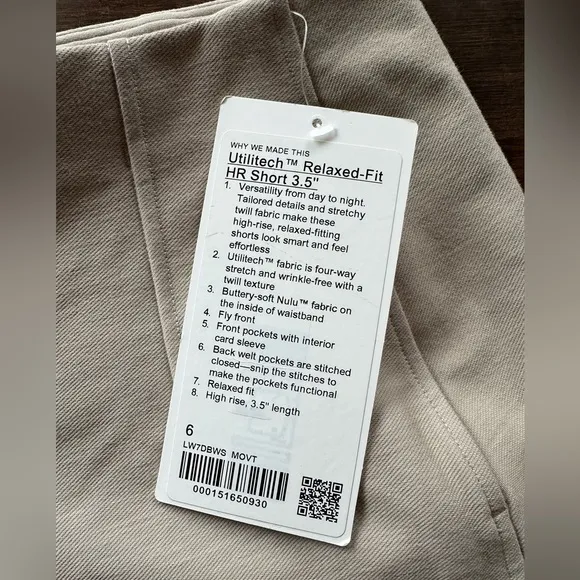 WHY WE MADE THIS
Utilitech™ Relaxed-Fit
HR Short 3.5"
1. Versatility from day to night.
Tailored details and stretchy
twill fabric make these
high-rise, relaxed-fitting
shorts look smart and feel
effortless
2. Utilitech™ fabric is four-way
stretch and wrinkle-free with a
twill texture
3. Buttery-soft Nulu™ fabric on
the inside of waistband
4. Fly front
5. Front pockets with interior
card sleeve
6. Back welt pockets are stitched
closed—snip the stitches to
make the pockets functional
7. Relaxed fit
8. High rise, 3.5" length
6
LW7DBWS MOVT
000151650930